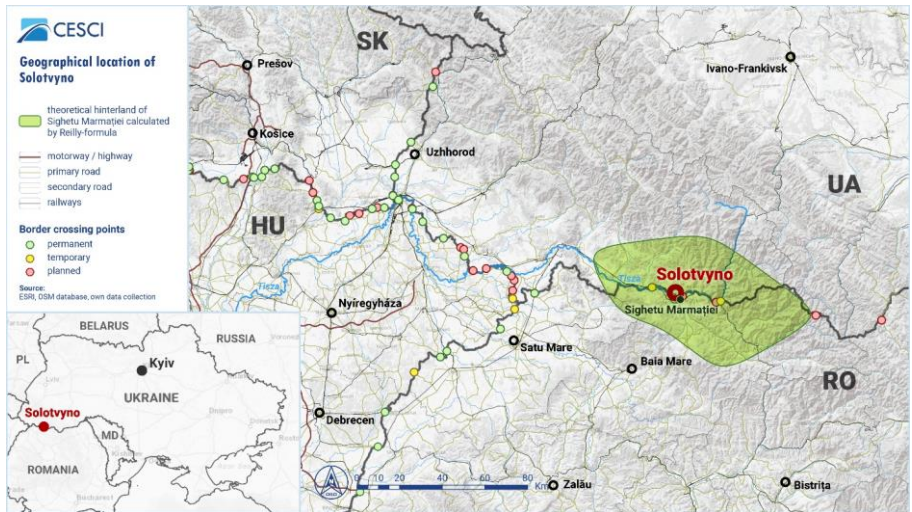 CESCI
Geographical location of
Solotvyno
theoretical hinterland of
Sighetu Marmației calculated
by Reilly-formula
motorway / highway
primary road
secondary road
railways
Border crossing points
permanent
temporary
planned
Source:
ESRI, OSM database, own data collection
SK
Prešov
Ivano-Frankivsk
Košice
Uzhhorod
UA
HU
Tisza
Tisza
Solotvyno
Sighetu Marmației
Nyíregyháza
Satu Mare
Baia Mare
RO
Debrecen
0 20 40 60 80
Km
Zalău
Bistrița
BELARUS
RUSSIA
PL
Kyiv
UKRAINE
Dnipro
Solotvyno
MD
ROMANIA
Bucharest